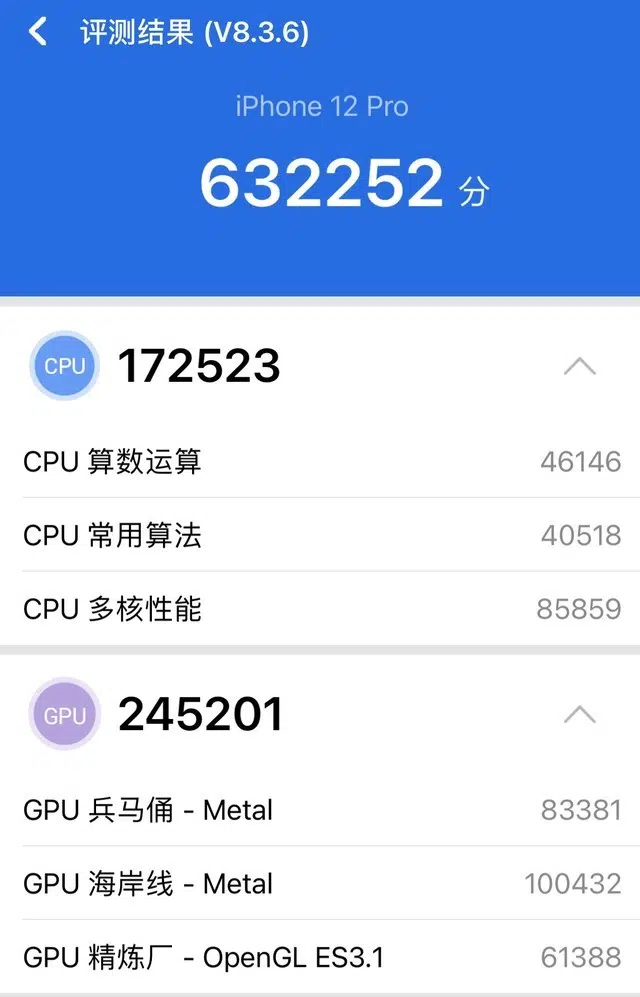 评测结果 (V8.3.6)
iPhone 12 Pro
632252 分
CPU 172523
CPU 算数运算 46146
CPU 常用算法 40518
CPU 多核性能 85859
GPU 245201
GPU 兵马俑 - Metal 83381
GPU 海岸线 - Metal 100432
GPU 精炼厂 - OpenGL ES3.1 61388